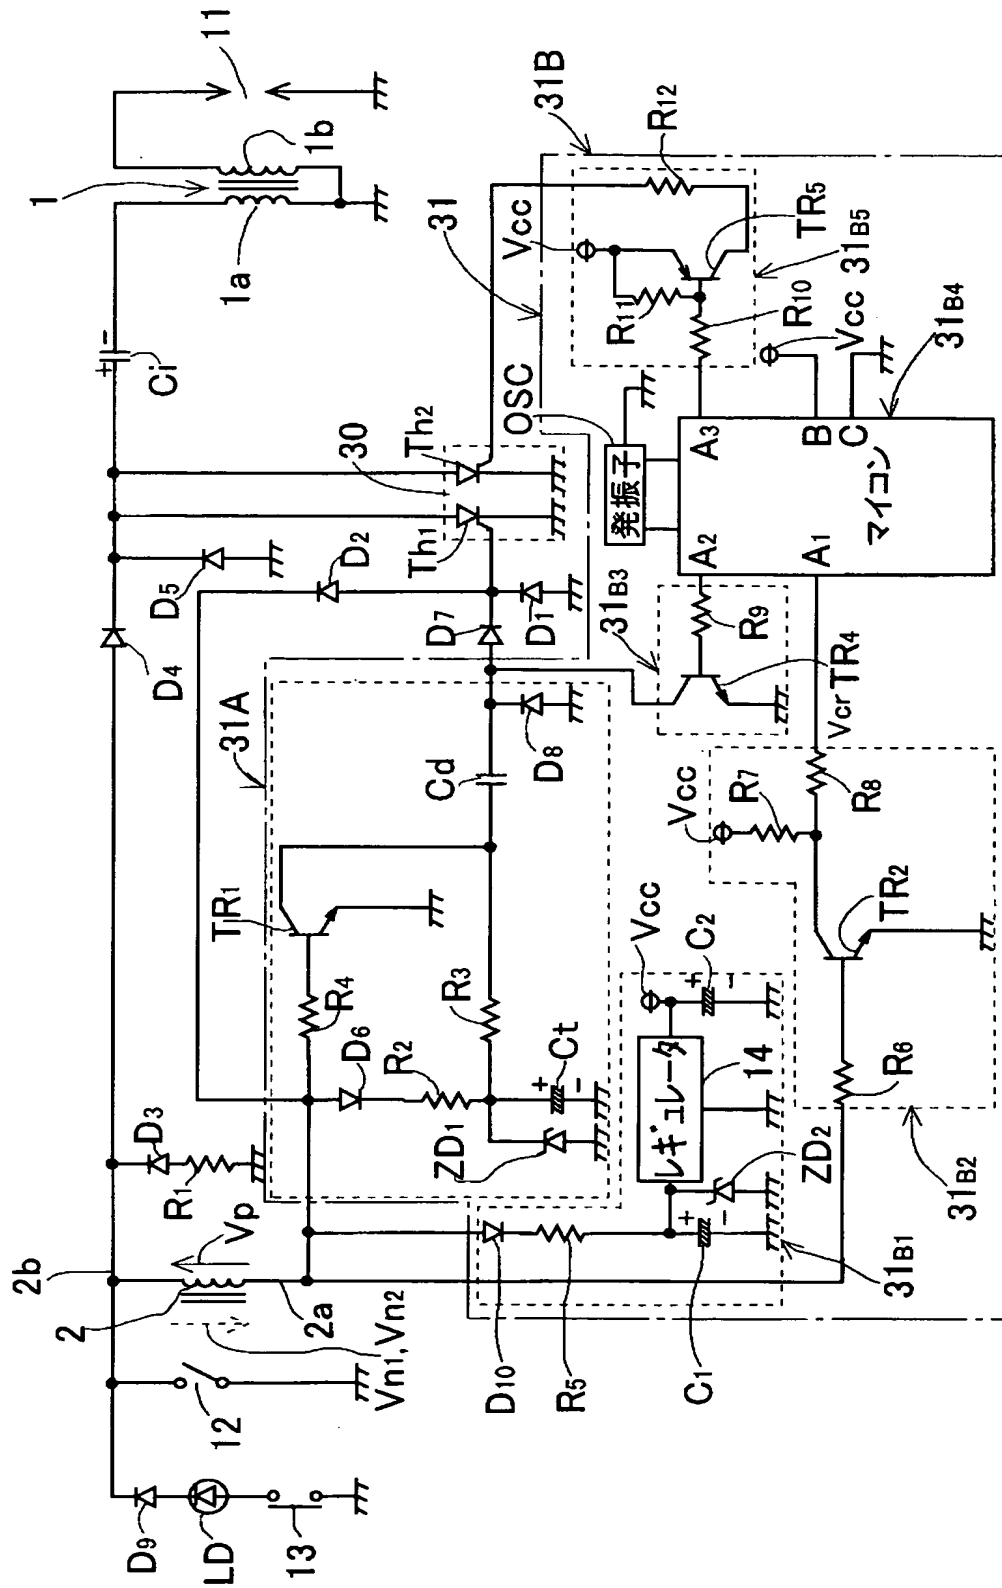 11
1
1b
1a
+
-
Ci
31
31B
R12
Vcc
R11
TR5
31B5
R10
Vcc
31B4
OSC
発振子
30
Th2
Th1
A3
B
C
マイコン
A2
A1
D5
D2
D4
D7
D1
31B3
R9
TR4
Vcr
31A
D8
Cd
TR1
R4
R3
D6
R2
Ct
+
-
ZD1
Vcc
C2
+
-
レギュレータ
14
ZD2
Vcc
R7
R8
TR2
R6
31B2
D3
R1
2b
Vp
2
2a
Vn1,Vn2
12
D10
R5
C1
+
-
31B1
D9
LD
13